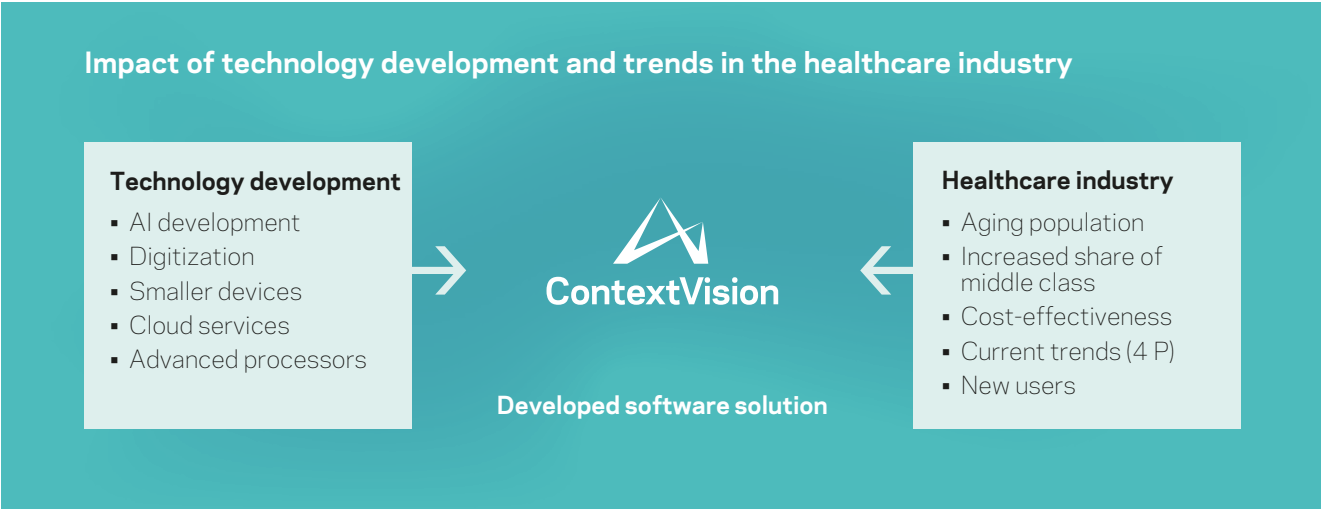 Impact of technology development and trends in the healthcare industry
Technology development
▪ AI development
▪ Digitization
▪ Smaller devices
▪ Cloud services
▪ Advanced processors
ContextVision
Developed software solution
Healthcare industry
▪ Aging population
▪ Increased share of
middle class
▪ Cost-effectiveness
▪ Current trends (4 P)
▪ New users